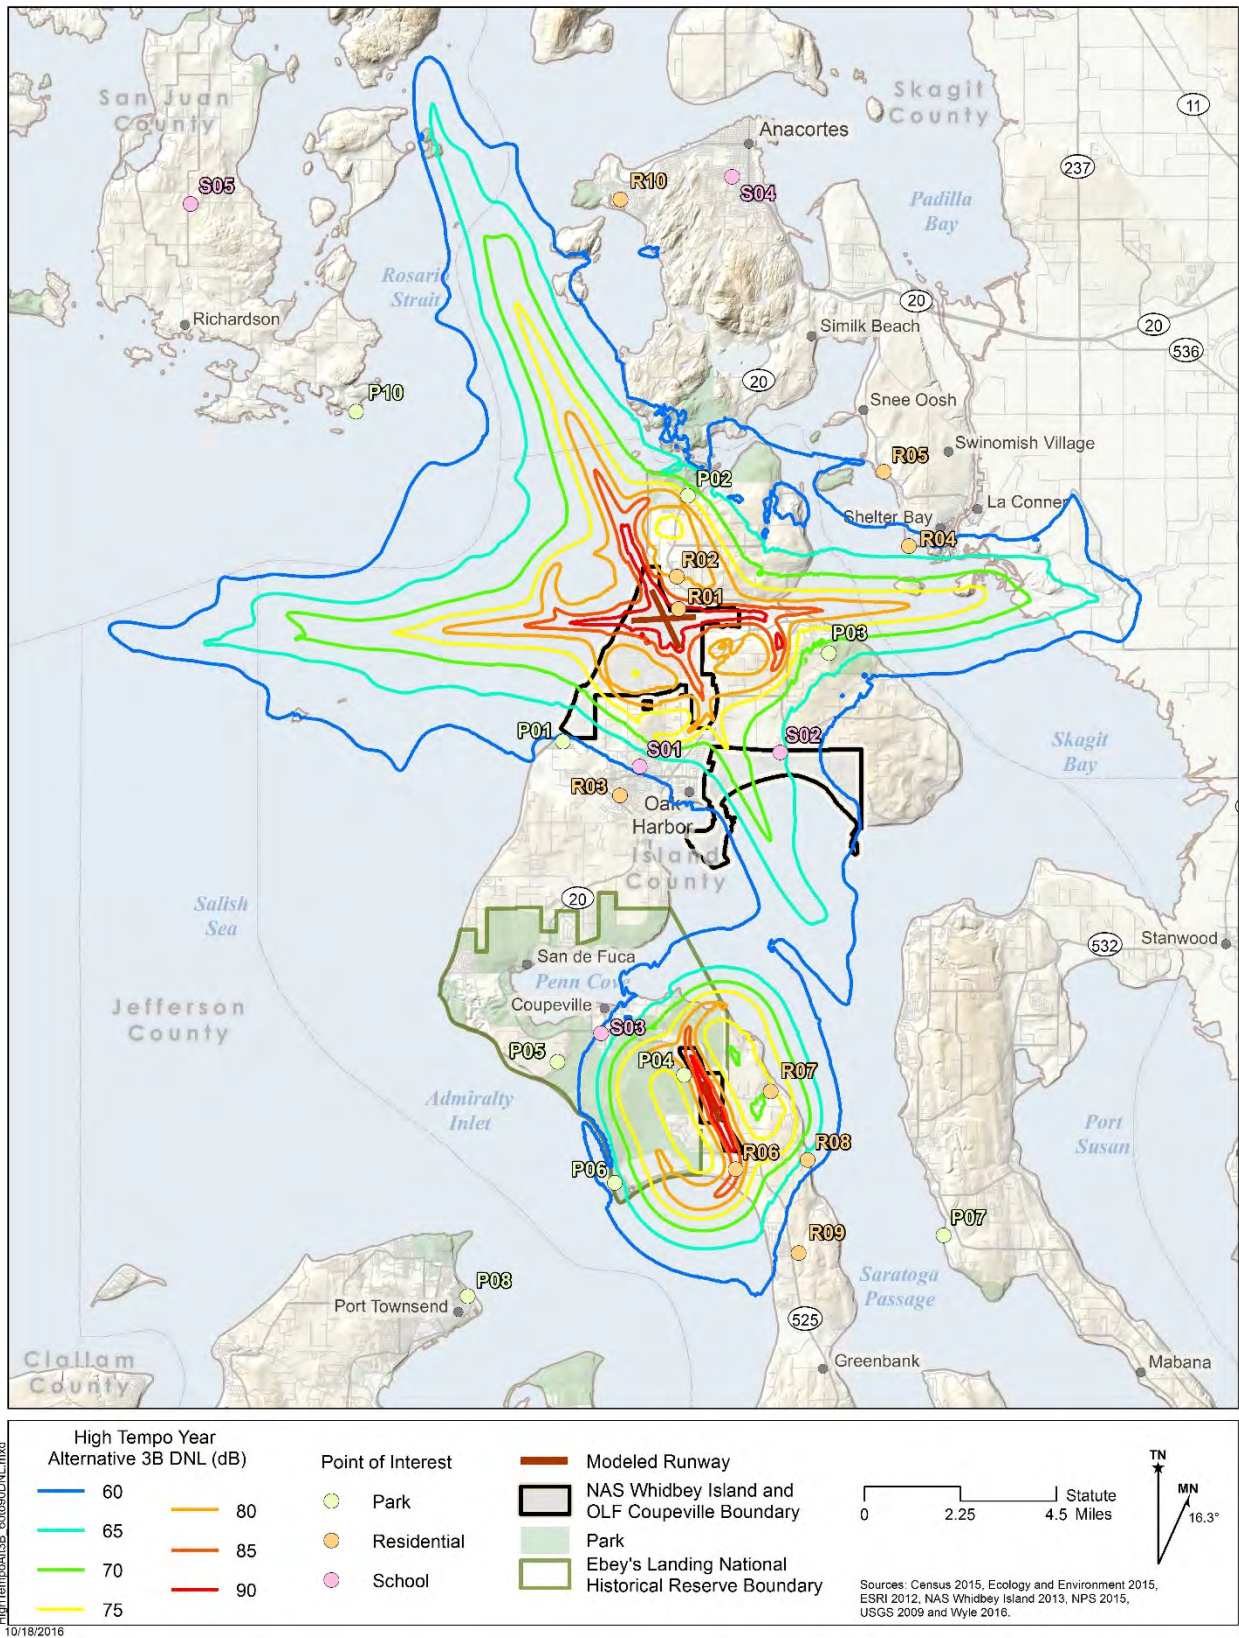 San Juan
County
Skagit
County
11
Anacortes
237
S05
R10
S04
Padilla
Bay
Rosario
Strait
Richardson
20
Similk Beach
20
536
P10
20
Snee Oosh
Swinomish Village
R05
P02
La Conner
Shelter Bay
R04
R02
R01
P03
P01
S01
S02
Skagit
Bay
R03
Oak
Harbor
Island
County
20
Salish
Sea
532
Stanwood
San de Fuca
Penn Cove
Jefferson
County
Coupeville
S03
P05
P04
R07
Admiralty
Inlet
Port
Susan
R08
R06
P06
P07
R09
Saratoga
Passage
P08
Port Townsend
525
Clallam
County
Greenbank
Mabana
High Tempo Year
Alternative 3B DNL (dB)
60
65
70
75
80
85
90
Point of Interest
Park
Residential
School
Modeled Runway
NAS Whidbey Island and
OLF Coupeville Boundary
Park
Ebey's Landing National
Historical Reserve Boundary
0 2.25 4.5
Statute
Miles
TN
MN
16.3°
Sources: Census 2015, Ecology and Environment 2015,
ESRI 2012, NAS Whidbey Island 2013, NPS 2015,
USGS 2009 and Wyle 2016.
10/18/2016